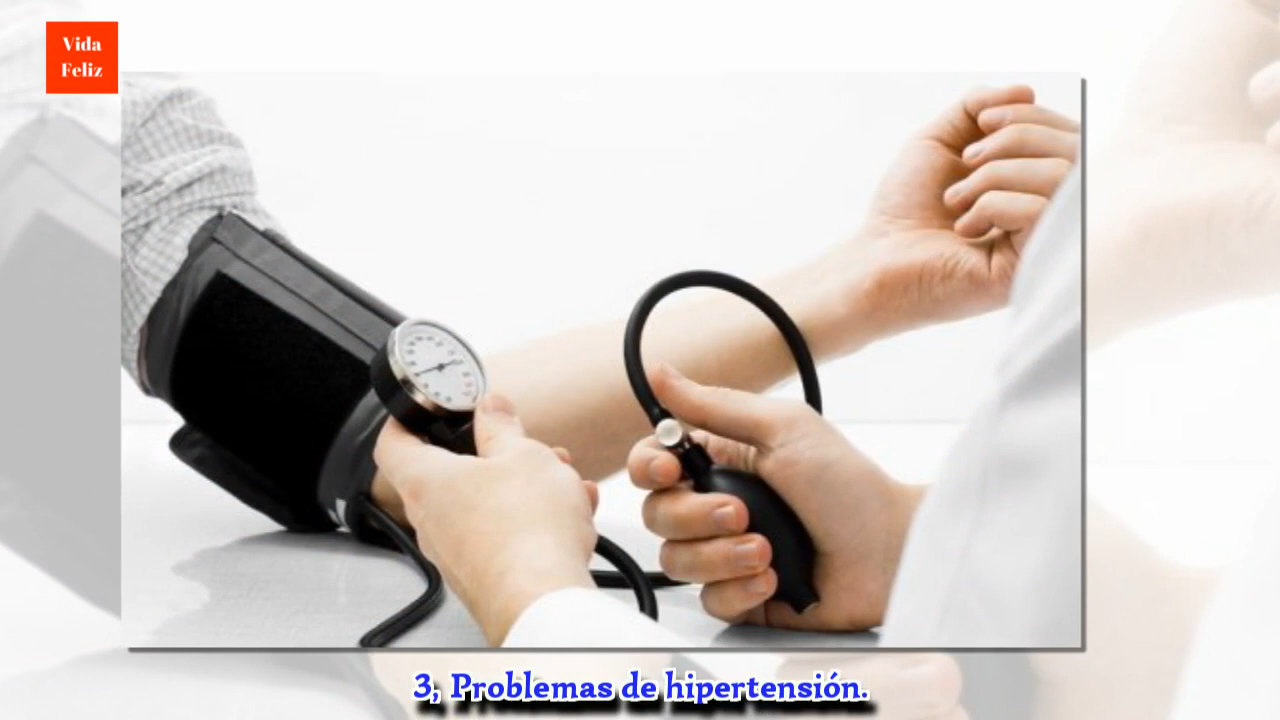 Vida
Feliz
3, Problemas de hipertensión.